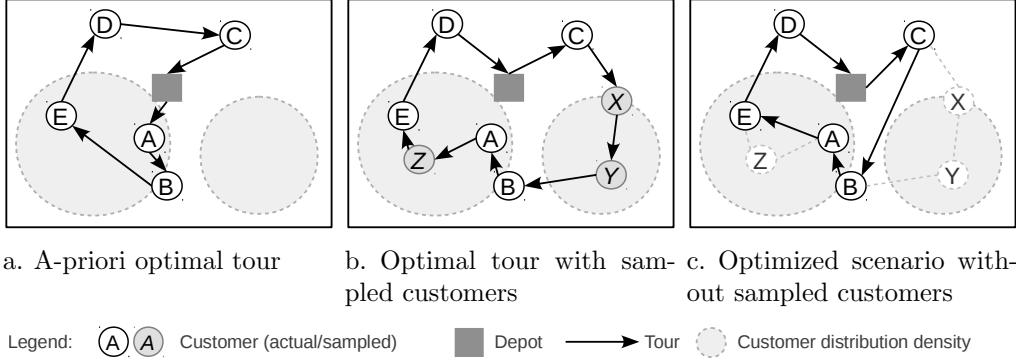 D
C
E
A
B
D
C
X
E
A
Z
Y
B
D
C
X
E
A
Z
Y
B
a. A-priori optimal tour
b. Optimal tour with sam-
pled customers
c. Optimized scenario with-
out sampled customers
Legend: A A Customer (actual/sampled) Depot Tour Customer distribution density